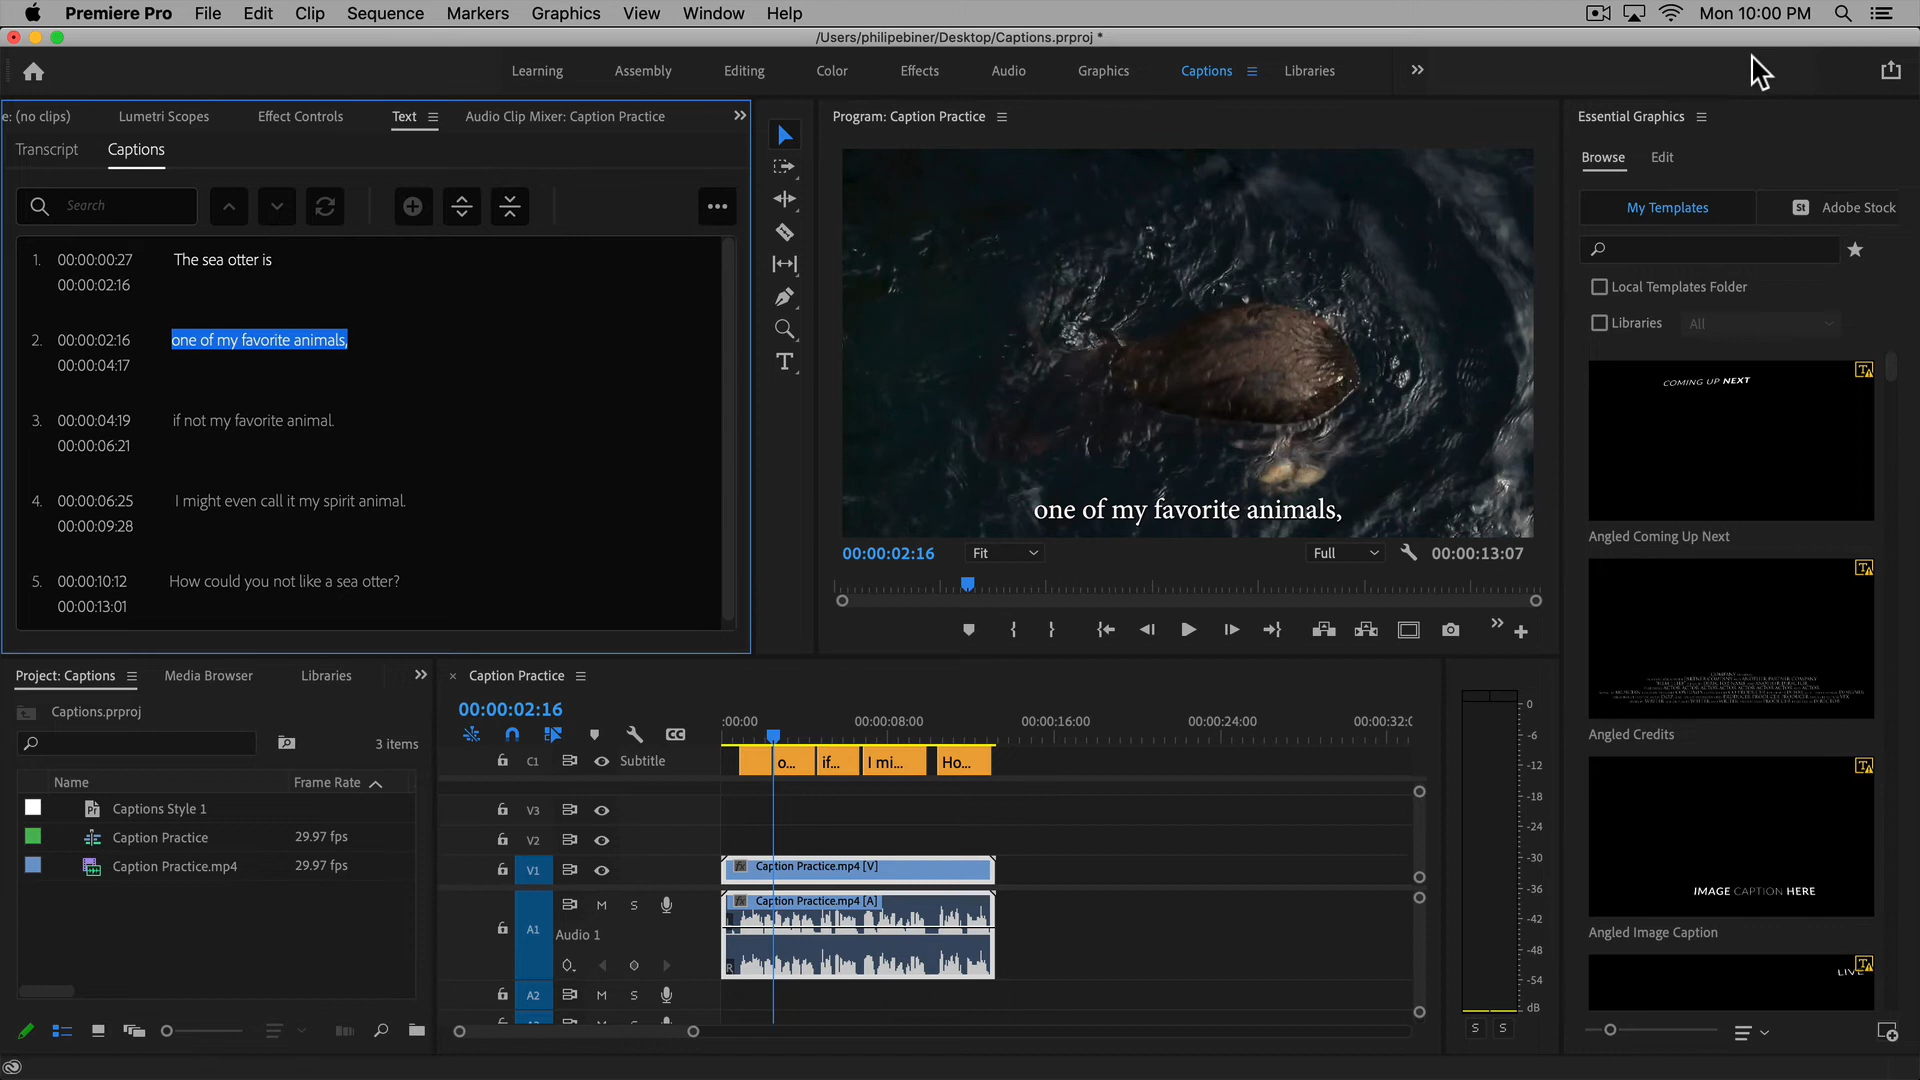 Premiere Pro File Edit Clip Sequence Markers Graphics View Window Help Mon 10:00 PM
/Users/philipebiner/Desktop/Captions.prproj *
Learning Assembly Editing Color Effects Audio Graphics Captions Libraries
e: (no clips) Lumetri Scopes Effect Controls Text Audio Clip Mixer: Caption Practice
Transcript Captions
Search
1. 00:00:00:27 The sea otter is
00:00:02:16
2. 00:00:02:16 one of my favorite animals,
00:00:04:17
3. 00:00:04:19 if not my favorite animal.
00:00:06:21
4. 00:00:06:25 I might even call it my spirit animal.
00:00:09:28
5. 00:00:10:12 How could you not like a sea otter?
00:00:13:01
Program: Caption Practice
one of my favorite animals,
00:00:02:16 Fit Full 00:00:13:07
Essential Graphics
Browse Edit
My Templates St Adobe Stock
Local Templates Folder
Libraries All
COMING UP NEXT
Angled Coming Up Next
Angled Credits
IMAGE CAPTION HERE
Angled Image Caption
LIVE
Project: Captions Media Browser Libraries
Captions.prproj
3 items
Name Frame Rate
Captions Style 1
Caption Practice 29.97 fps
Caption Practice.mp4 29.97 fps
Caption Practice
00:00:02:16
:00:00 00:00:08:00 00:00:16:00 00:00:24:00 00:00:32:0
CC
C1 Subtitle o... if... I mi... Ho...
V3
V2
V1 fx Caption Practice.mp4 [V]
M S fx Caption Practice.mp4 [A]
A1 Audio 1
R
A2 M S
0
-6
-12
-18
-24
-30
-36
-42
-48
-54
dB
S S